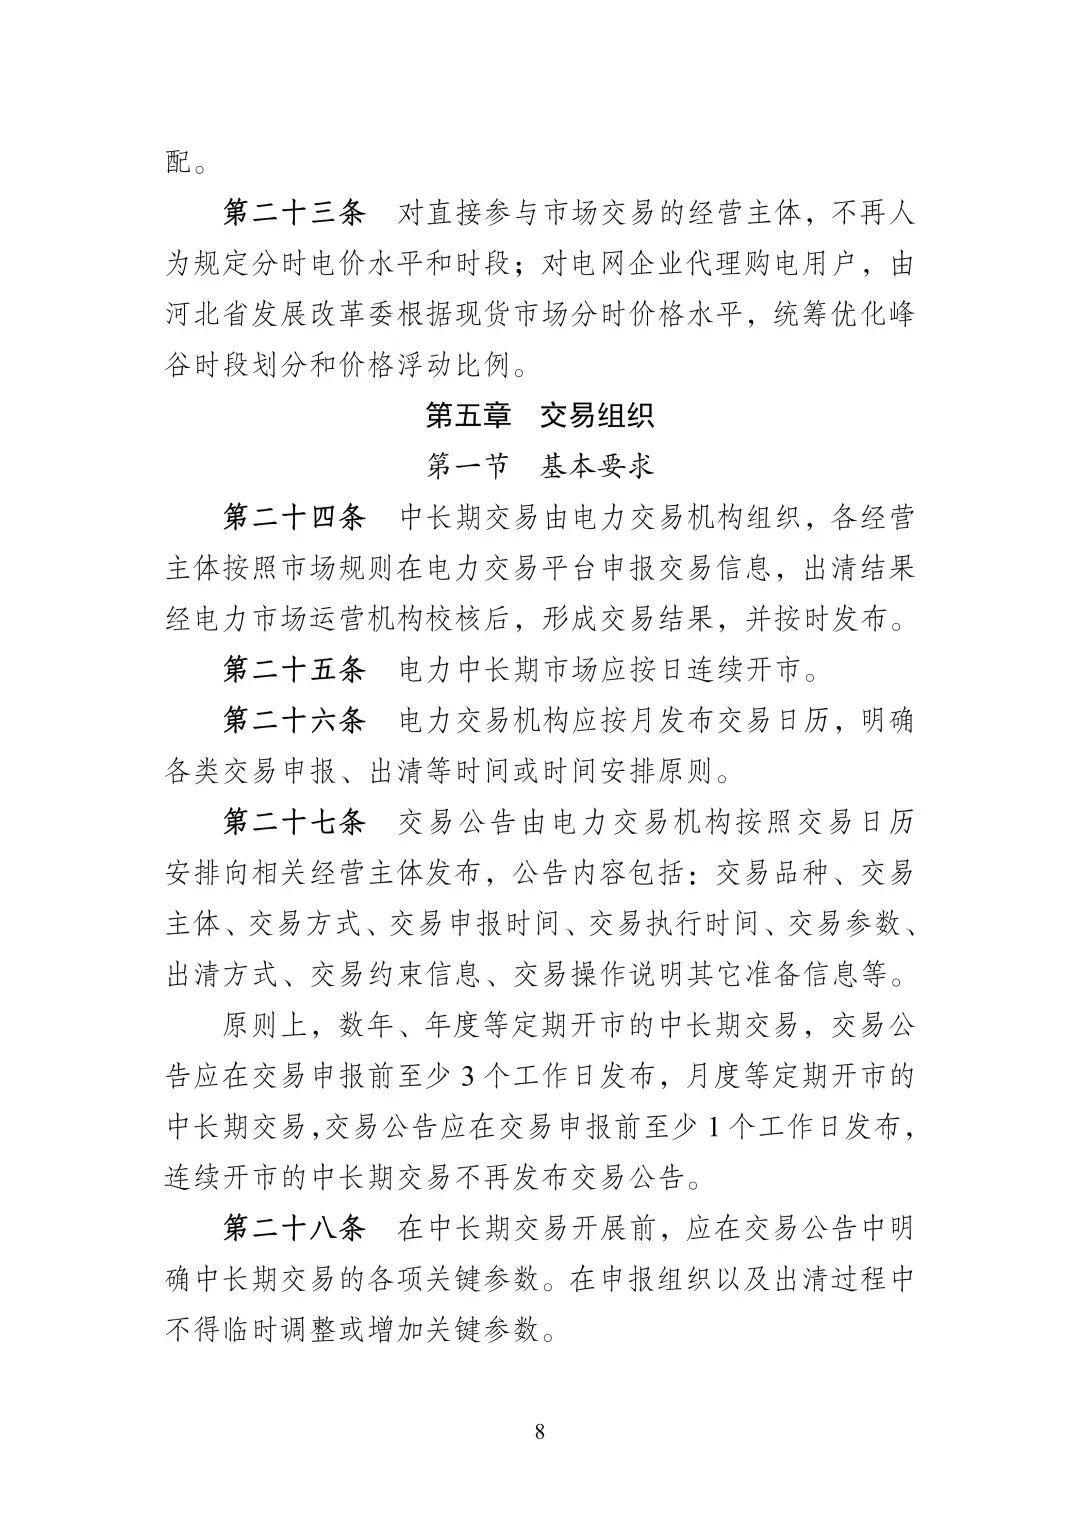 配。
第二十三条　对直接参与市场交易的经营主体，不再人
为规定分时电价水平和时段；对电网企业代理购电用户，由
河北省发展改革委根据现货市场分时价格水平，统筹优化峰
谷时段划分和价格浮动比例。
第五章　交易组织
第一节　基本要求
第二十四条　中长期交易由电力交易机构组织，各经营
主体按照市场规则在电力交易平台申报交易信息，出清结果
经电力市场运营机构校核后，形成交易结果，并按时发布。
第二十五条　电力中长期市场应按日连续开市。
第二十六条　电力交易机构应按月发布交易日历，明确
各类交易申报、出清等时间或时间安排原则。
第二十七条　交易公告由电力交易机构按照交易日历
安排向相关经营主体发布，公告内容包括：交易品种、交易
主体、交易方式、交易申报时间、交易执行时间、交易参数、
出清方式、交易约束信息、交易操作说明其它准备信息等。
原则上，数年、年度等定期开市的中长期交易，交易公
告应在交易申报前至少 3 个工作日发布，月度等定期开市的
中长期交易，交易公告应在交易申报前至少 1 个工作日发布，
连续开市的中长期交易不再发布交易公告。
第二十八条　在中长期交易开展前，应在交易公告中明
确中长期交易的各项关键参数。在申报组织以及出清过程中
不得临时调整或增加关键参数。
8